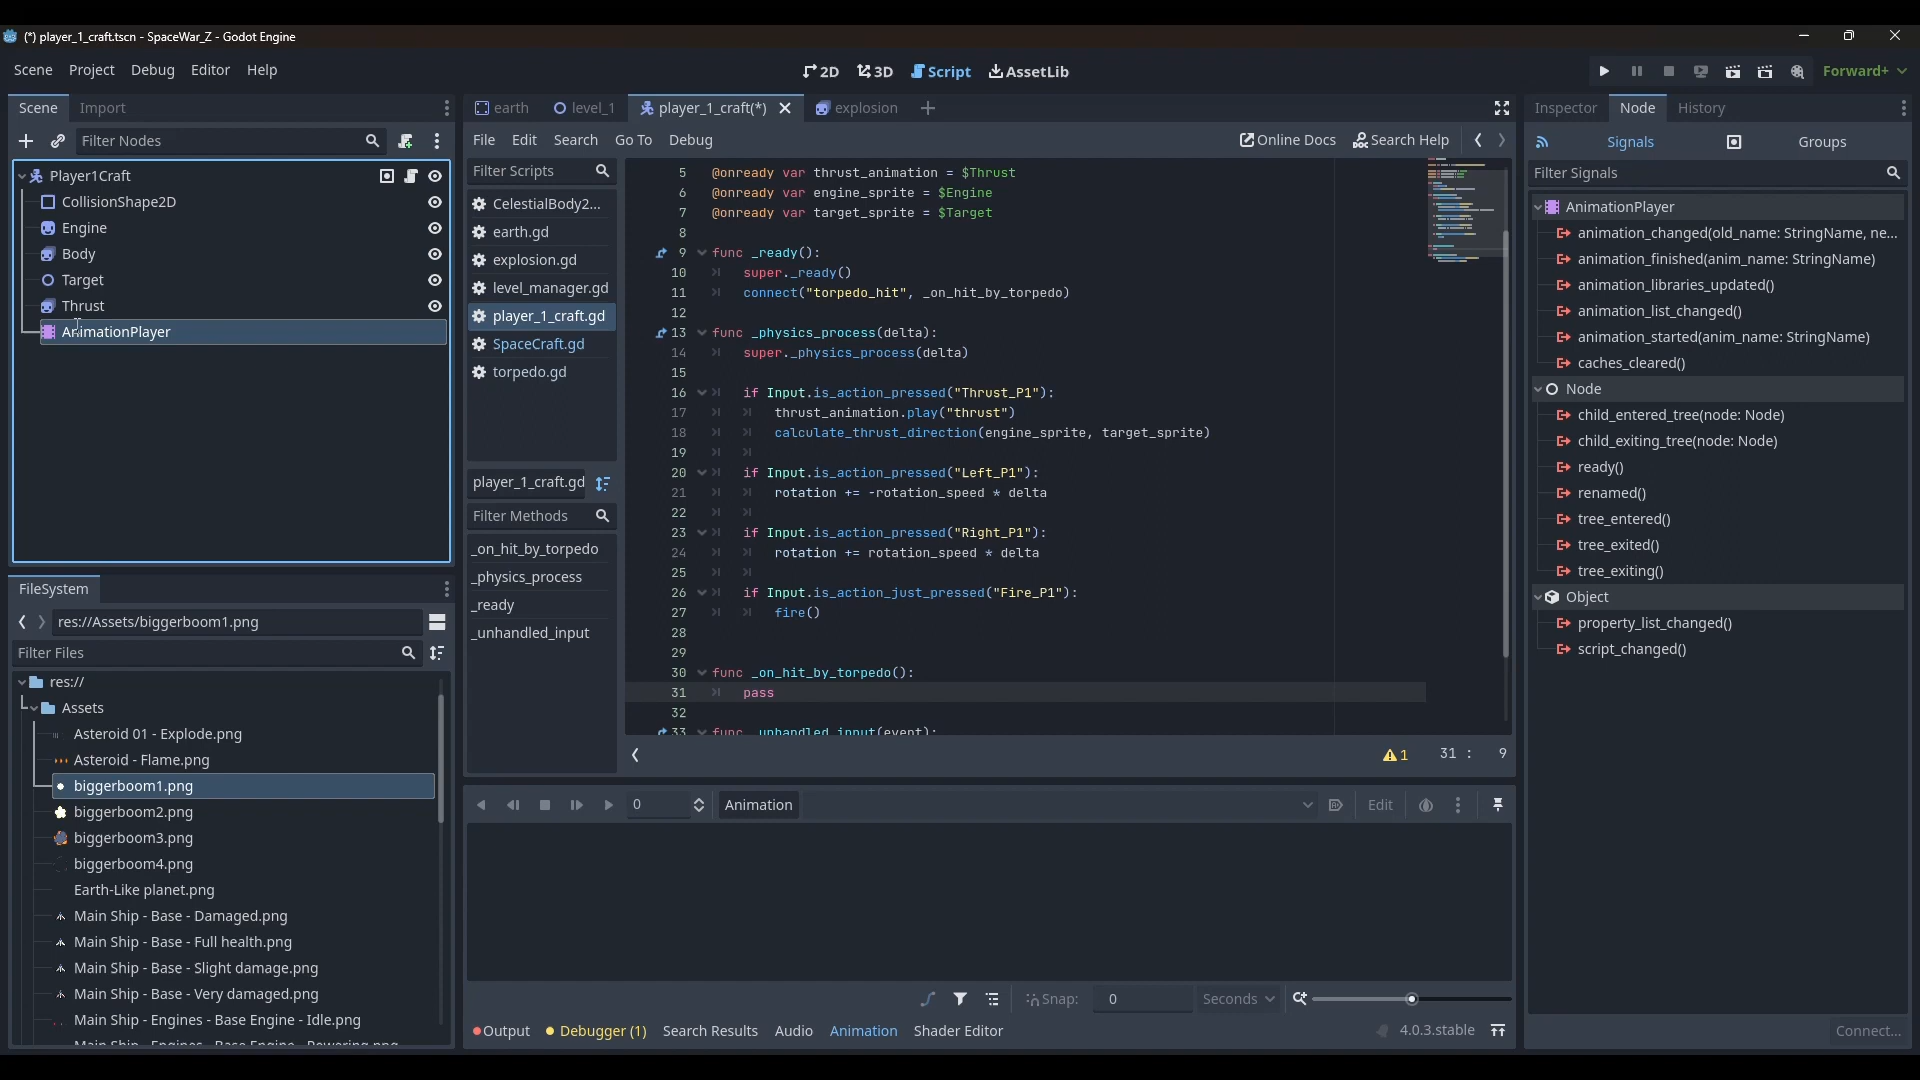 (*) player_1_craft.tscn - SpaceWar_Z - Godot Engine
Scene Project Debug Editor Help
2D 3D Script AssetLib
Forward+
Scene Import
Filter Nodes
Player1Craft
CollisionShape2D
Engine
Body
Target
Thrust
AnimationPlayer
FileSystem
res://Assets/biggerboom1.png
Filter Files
res://
Assets
Asteroid 01 - Explode.png
Asteroid - Flame.png
biggerboom1.png
biggerboom2.png
biggerboom3.png
biggerboom4.png
Earth-Like planet.png
Main Ship - Base - Damaged.png
Main Ship - Base - Full health.png
Main Ship - Base - Slight damage.png
Main Ship - Base - Very damaged.png
Main Ship - Engines - Base Engine - Idle.png
Main Ship - Engines - Base Engine - Powering.png
earth level_1 player_1_craft(*) explosion
File Edit Search Go To Debug
Online Docs Search Help
Filter Scripts
CelestialBody2...
earth.gd
explosion.gd
level_manager.gd
player_1_craft.gd
SpaceCraft.gd
torpedo.gd
player_1_craft.gd
Filter Methods
_on_hit_by_torpedo
_physics_process
_ready
_unhandled_input
5 @onready var thrust_animation = $Thrust
6 @onready var engine_sprite = $Engine
7 @onready var target_sprite = $Target
8
9 func _ready():
10 super._ready()
11 connect("torpedo_hit", _on_hit_by_torpedo)
12
13 func _physics_process(delta):
14 super._physics_process(delta)
15
16 if Input.is_action_pressed("Thrust_P1"):
17 thrust_animation.play("thrust")
18 calculate_thrust_direction(engine_sprite, target_sprite)
19
20 if Input.is_action_pressed("Left_P1"):
21 rotation += -rotation_speed * delta
22
23 if Input.is_action_pressed("Right_P1"):
24 rotation += rotation_speed * delta
25
26 if Input.is_action_just_pressed("Fire_P1"):
27 fire()
28
29
30 func _on_hit_by_torpedo():
31 pass
32
33 func _unhandled_input(event):
1 31 : 9
0 Animation Edit
Snap: 0 Seconds
Output Debugger (1) Search Results Audio Animation Shader Editor 4.0.3.stable
Inspector Node History
Signals Groups
Filter Signals
AnimationPlayer
animation_changed(old_name: StringName, ne...
animation_finished(anim_name: StringName)
animation_libraries_updated()
animation_list_changed()
animation_started(anim_name: StringName)
caches_cleared()
Node
child_entered_tree(node: Node)
child_exiting_tree(node: Node)
ready()
renamed()
tree_entered()
tree_exited()
tree_exiting()
Object
property_list_changed()
script_changed()
Connect...